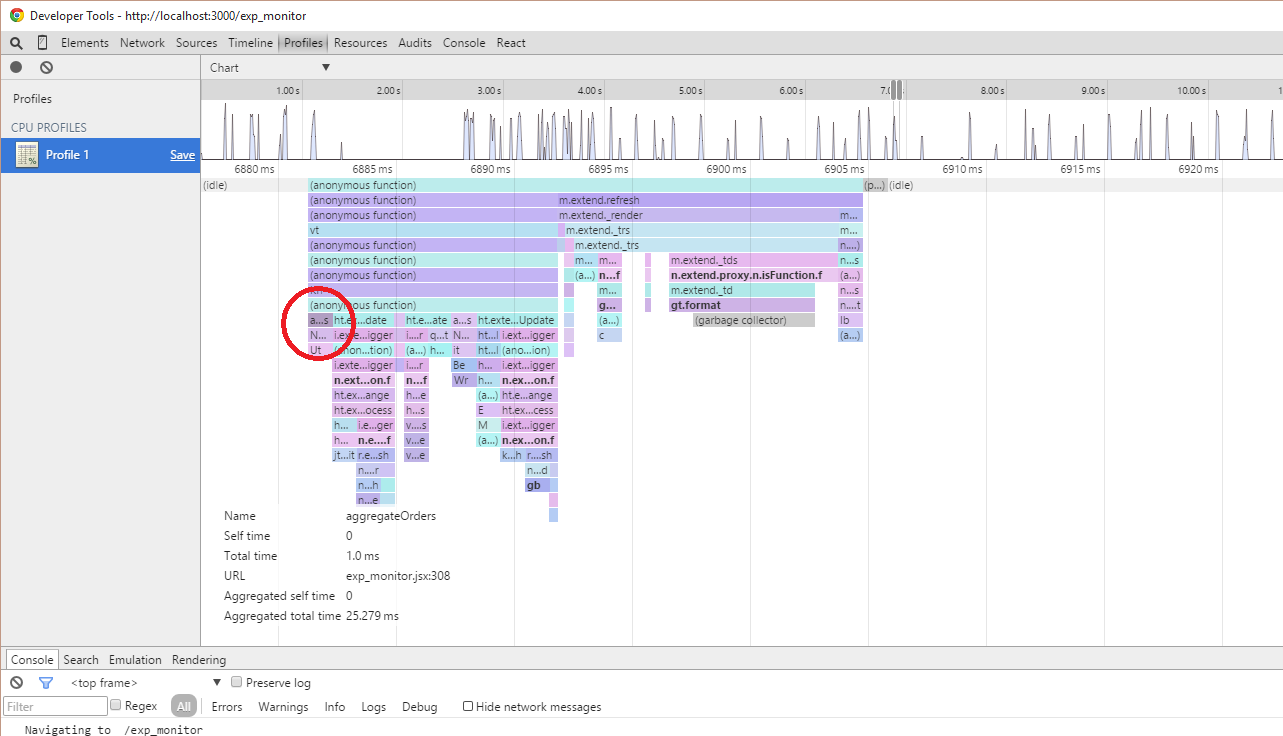 Developer Tools - http://localhost:3000/exp_monitor
Elements Network Sources Timeline Profiles Resources Audits Console React
Chart ▼
Profiles
CPU PROFILES
Profile 1 Save
1.00 s 2.00 s 3.00 s 4.00 s 5.00 s 6.00 s 7.0 8.00 s 9.00 s 10.00 s
6880 ms 6885 ms 6890 ms 6895 ms 6900 ms 6905 ms 6910 ms 6915 ms 6920 ms
(idle) (anonymous function) (p...) (idle)
(anonymous function) m.extend.refresh
(anonymous function) m.extend._render m...
vt m.extend._trs m...
(anonymous function) m.extend._trs n....)
(anonymous function) m... m... m.extend._tds n...s
(anonymous function) (a...) n...f n.extend.proxy.n.isFunction.f (a...)
m... m.extend._td n...s
(anonymous function) g... gt.format n...t
a...s ht.e...date ht.e...ate a...s ht.exte...Update (a...) (garbage collector) lb
N... i.exte...igger i...r q...t N... ht...l i.ext...igger c (a...)
Ut (anon...tion) (a...) h... it ht...l (ano...ion)
i.exte...igger i....r Be h... i.ext...igger
n.ext...on.f n...f Wr h... n.ex...on.f
ht.ex...ange h...e (a...) ht.e...ange
ht.ex...ocess h...s E ht.ex...cess
h... i.e...ger v....s M i.ext...igger
h... n.e....f v...e (a...) n.ex...on.f
jt...it r.e...sh v...e k...h r....sh
n....r n...d
n...h gb
n...e
Name aggregateOrders
Self time 0
Total time 1.0 ms
URL exp_monitor.jsx:308
Aggregated self time 0
Aggregated total time 25.279 ms
Console Search Emulation Rendering
<top frame> ▼ Preserve log
Filter Regex All Errors Warnings Info Logs Debug Hide network messages
Navigating to /exp_monitor